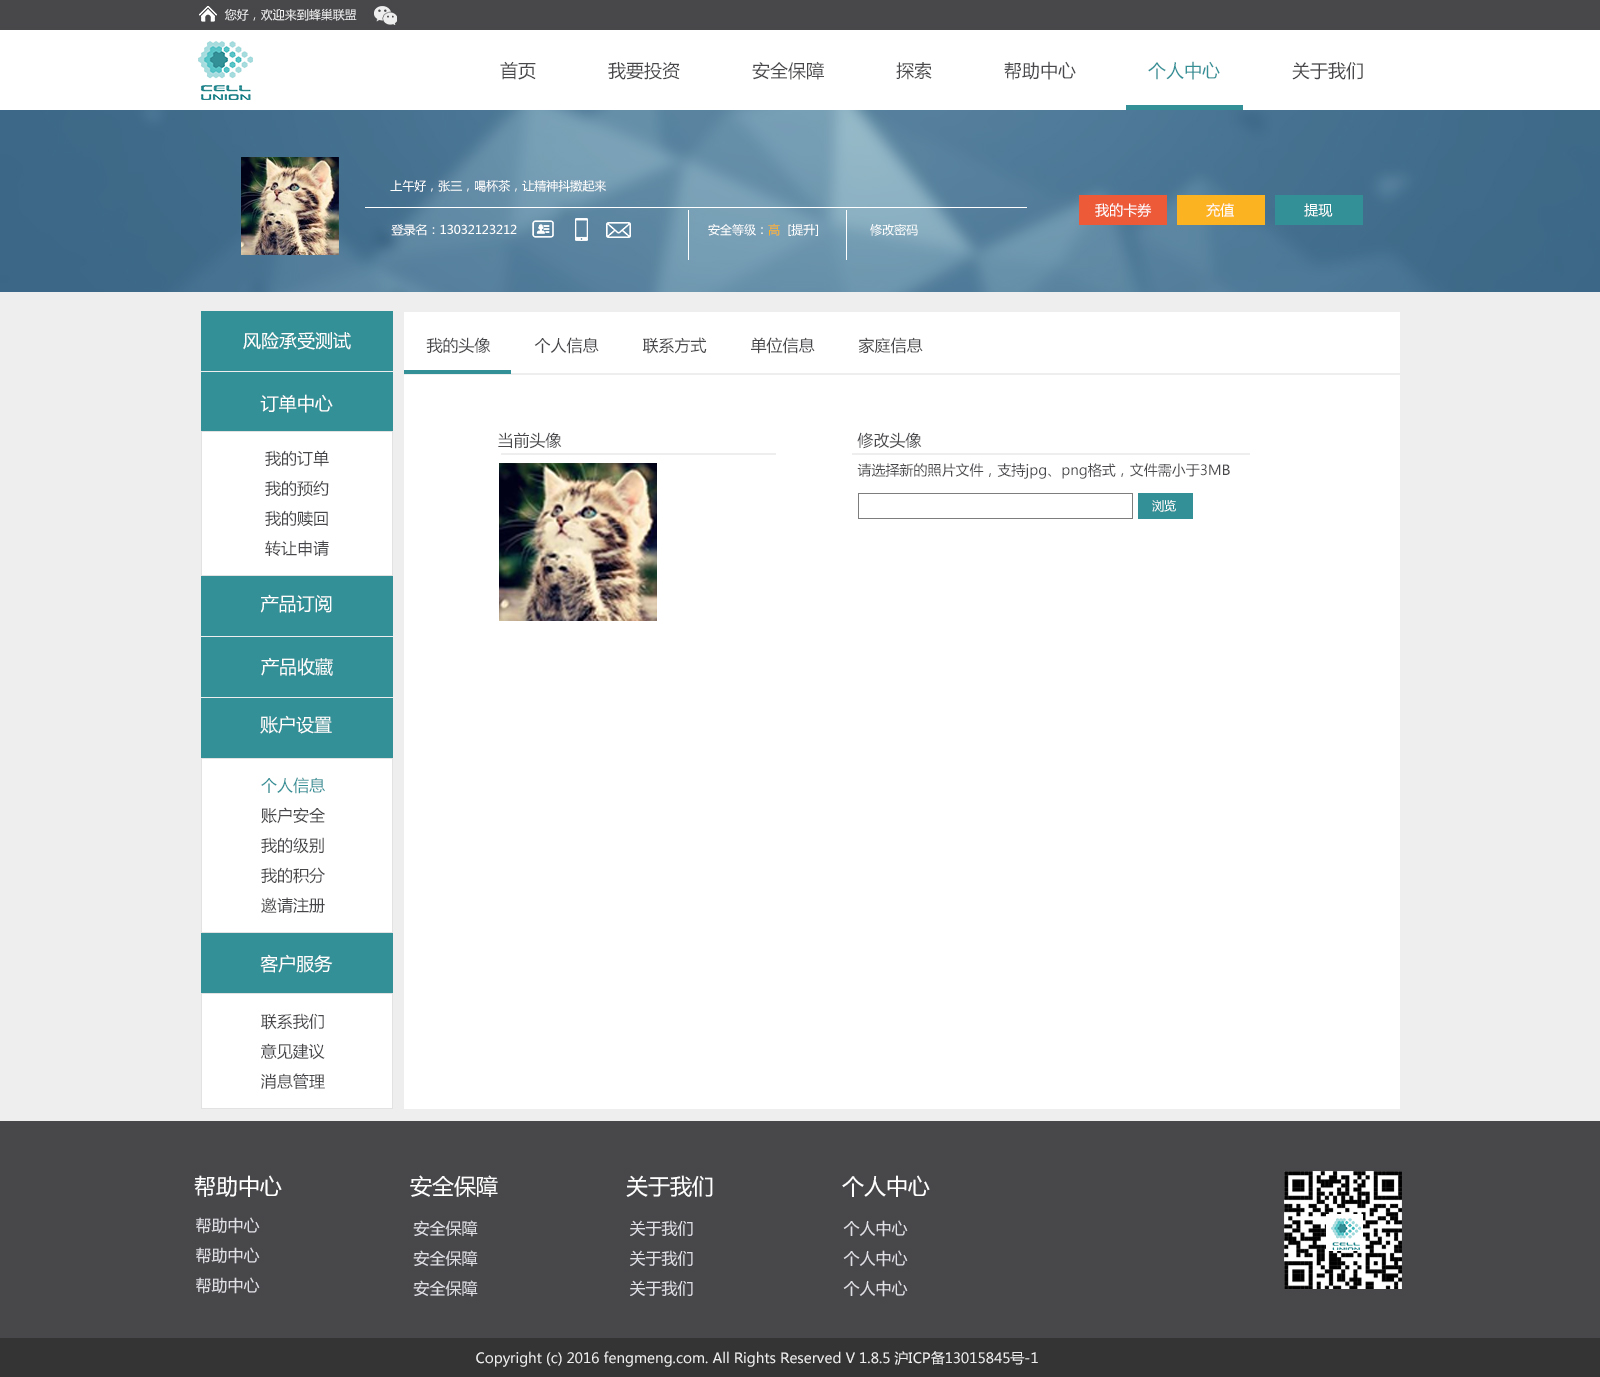 您好，欢迎来到蜂巢联盟
CELL
UNION
首页 我要投资 安全保障 探索 帮助中心 个人中心 关于我们
上午好，张三，喝杯茶，让精神抖擞起来
登录名：13032123212 安全等级：高 [提升] 修改密码
我的卡券 充值 提现
风险承受测试
订单中心
我的订单
我的预约
我的赎回
转让申请
产品订阅
产品收藏
账户设置
个人信息
账户安全
我的级别
我的积分
邀请注册
客户服务
联系我们
意见建议
消息管理
我的头像 个人信息 联系方式 单位信息 家庭信息
当前头像
修改头像
请选择新的照片文件，支持jpg、png格式，文件需小于3MB
浏览
帮助中心
帮助中心
帮助中心
帮助中心
安全保障
安全保障
安全保障
安全保障
关于我们
关于我们
关于我们
关于我们
个人中心
个人中心
个人中心
个人中心
CELL
UNION
Copyright (c) 2016 fengmeng.com. All Rights Reserved V 1.8.5 沪ICP备13015845号-1